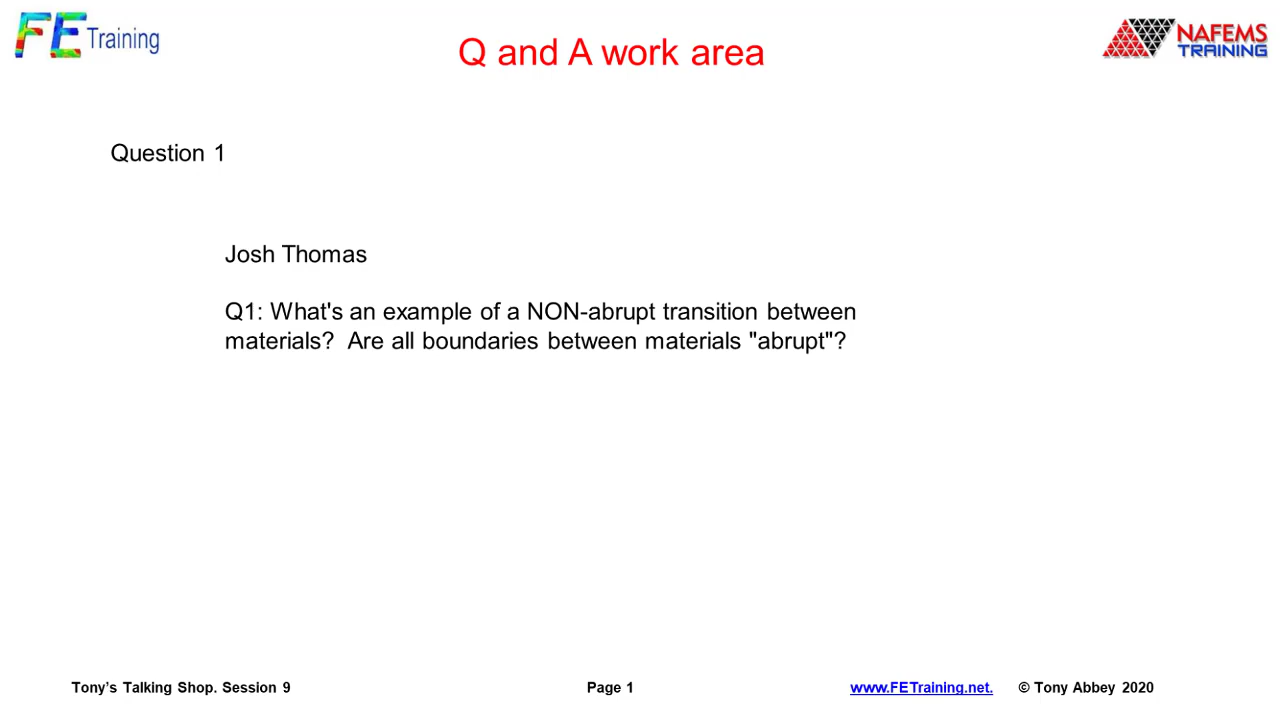 FE Training
Q and A work area
NAFEMS
TRAINING
Question 1
Josh Thomas
Q1: What's an example of a NON-abrupt transition between
materials?  Are all boundaries between materials "abrupt"?
Tony’s Talking Shop. Session 9
Page 1
www.FETraining.net.
© Tony Abbey 2020